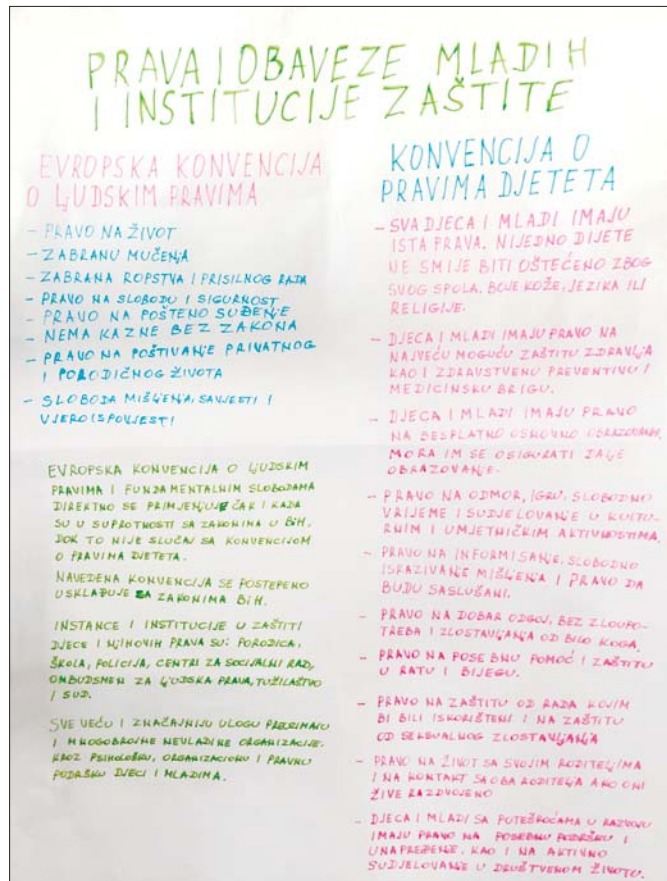 PRAVA I OBAVEZE MLADIH
I INSTITUCIJE ZAŠTITE
EVROPSKA KONVENCIJA
O LJUDSKIM PRAVIMA
- PRAVO NA ŽIVOT
- ZABRANU MUČENJA
- ZABRANA ROPSTVA I PRISILNOG RADA
- PRAVO NA SLOBODU I SIGURNOST
- PRAVO NA POŠTENO SUĐENJE
- NEMA KAZNE BEZ ZAKONA
- PRAVO NA POŠTIVANJE PRIVATNOG
I PORODIČNOG ŽIVOTA
- SLOBODA MIŠLJENJA, SAVJESTI I
VJEROISPOVJESTI
EVROPSKA KONVENCIJA O LJUDSKIM
PRAVIMA I FUNDAMENTALNIM SLOBODAMA
DIREKTNO SE PRIMJENJUJE ČAK I KADA
SU U SUPROTNOSTI SA ZAKONIMA U BIH.
DOK TO NIJE SLUČAJ SA KONVENCIJOM
O PRAVIMA DJETETA.
NAVEDENA KONVENCIJA SE POSTEPENO
USKLAĐUJE SA ZAKONIMA BIH.
INSTANCE I INSTITUCIJE U ZAŠTITI
DJECE I NJIHOVIH PRAVA SU: PORODICA,
ŠKOLA, POLICIJA, CENTRI ZA SOCIJALNI RAD,
OMBUDSMEN ZA LJUDSKA PRAVA, TUŽILAŠTVO
I SUD.
SVE VEĆU I ZNAČAJNIJU ULOGU PREUZIMAJU
I MNOGOBROJNE NEVLADINE ORGANIZACIJE.
KROZ PSIHOLOŠKU, ORGANIZACIONU I PRAVNU
PODRŠKU DJECI I MLADIMA.
KONVENCIJA O
PRAVIMA DJETETA
- SVA DJECA I MLADI IMAJU
ISTA PRAVA. NIJEDNO DIJETE
NE SMIJE BITI OŠTEĆENO ZBOG
SVOG SPOLA, BOJE KOŽE, JEZIKA ILI
RELIGIJE.
- DJECA I MLADI IMAJU PRAVO NA
NAJVEĆU MOGUĆU ZAŠTITU ZDRAVLJA
KAO I ZDRAVSTVENU PREVENTIVU I
MEDICINSKU BRIGU.
- DJECA I MLADI IMAJU PRAVO
NA BESPLATNO OSNOVNO OBRAZOVANJE,
MORA IM SE OSIGURATI DALJE
OBRAZOVANJE.
- PRAVO NA ODMOR, IGRU, SLOBODNO
VRIJEME I SUDJELOVANJE U KULTUR-
NIM I UMJETNIČKIM AKTIVNOSTIMA.
- PRAVO NA INFORMISANJE, SLOBODNO
ISKAZIVANJE MIŠLJENJA I PRAVO DA
BUDU SASLUŠANI.
- PRAVO NA DOBAR ODGOJ, BEZ ZLOUPO-
TREBA I ZLOSTAVLJANJA OD BILO KOGA.
- PRAVO NA POSEBNU POMOĆ I ZAŠTITU
U RATU I BIJEGU.
- PRAVO NA ZAŠTITU OD RADA KOJIM
BI BILI ISKORIŠTENI I NA ZAŠTITU
OD SEKSUALNOG ZLOSTAVLJANJA
- PRAVO NA ŽIVOT SA SVOJIM RODITELJIMA
I NA KONTAKT SA OBA RODITELJA AKO ONI
ŽIVE RAZDVOJENO
- DJECA I MLADI SA POTEŠKOĆAMA U RAZVOJU
IMAJU PRAVO NA POSEBNU PODRŠKU I
UNAPREĐENJE, KAO I NA AKTIVNO
SUDJELOVANJE U DRUŠTVENOM ŽIVOTU.